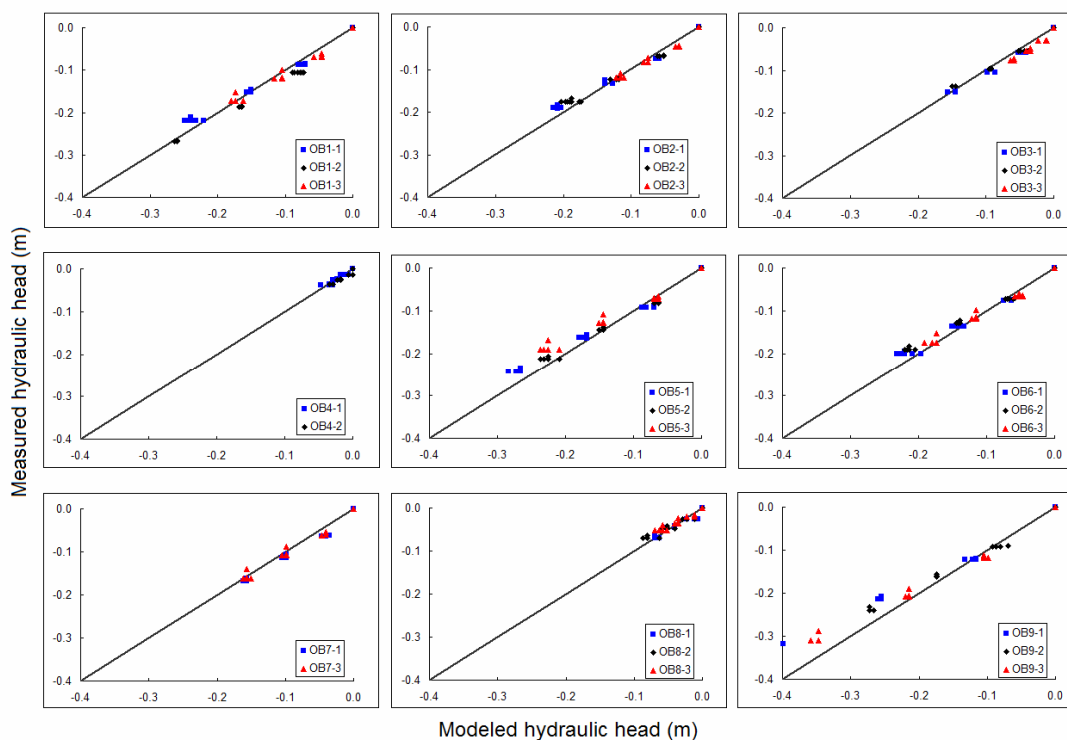 Measured hydraulic head (m)
0.0
-0.1
-0.2
-0.3
-0.4
-0.4 -0.3 -0.2 -0.1 0.0
OB1-1
OB1-2
OB1-3
0.0
-0.1
-0.2
-0.3
-0.4
-0.4 -0.3 -0.2 -0.1 0.0
OB2-1
OB2-2
OB2-3
0.0
-0.1
-0.2
-0.3
-0.4
-0.4 -0.3 -0.2 -0.1 0.0
OB3-1
OB3-2
OB3-3
0.0
-0.1
-0.2
-0.3
-0.4
-0.4 -0.3 -0.2 -0.1 0.0
OB4-1
OB4-2
0.0
-0.1
-0.2
-0.3
-0.4
-0.4 -0.3 -0.2 -0.1 0.0
OB5-1
OB5-2
OB5-3
0.0
-0.1
-0.2
-0.3
-0.4
-0.4 -0.3 -0.2 -0.1 0.0
OB6-1
OB6-2
OB6-3
0.0
-0.1
-0.2
-0.3
-0.4
-0.4 -0.3 -0.2 -0.1 0.0
OB7-1
OB7-3
0.0
-0.1
-0.2
-0.3
-0.4
-0.4 -0.3 -0.2 -0.1 0.0
OB8-1
OB8-2
OB8-3
0.0
-0.1
-0.2
-0.3
-0.4
-0.4 -0.3 -0.2 -0.1 0.0
OB9-1
OB9-2
OB9-3
Modeled hydraulic head (m)